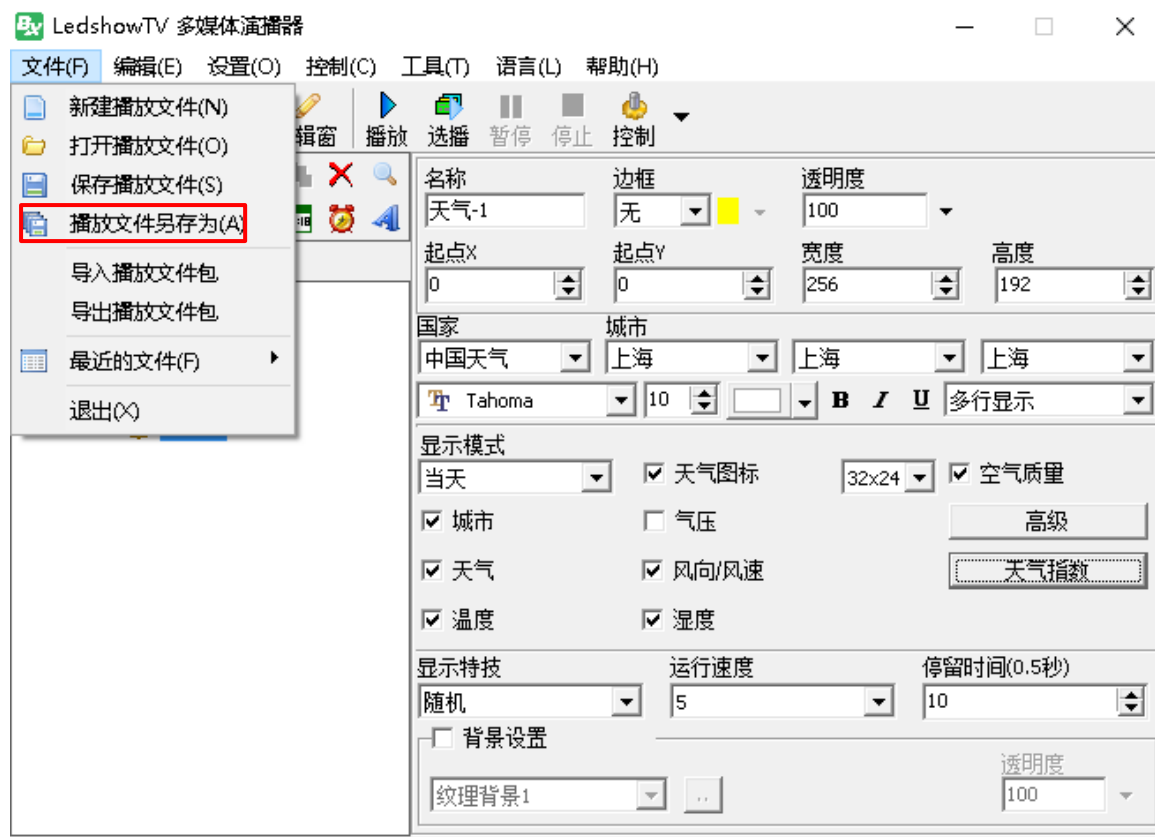 LedshowTV 多媒体演播器
文件(F) 编辑(E) 设置(O) 控制(C) 工具(T) 语言(L) 帮助(H)
新建播放文件(N)
打开播放文件(O)
保存播放文件(S)
播放文件另存为(A)
导入播放文件包
导出播放文件包
最近的文件(F)
退出(X)
辑窗 播放 选播 暂停 停止 控制
名称 边框 透明度
天气-1 无 100
起点X 起点Y 宽度 高度
0 0 256 192
国家 城市
中国天气 上海 上海 上海
Tahoma 10 B I U 多行显示
显示模式
当天 天气图标 32x24 空气质量
城市 气压 高级
天气 风向/风速 天气指数
温度 湿度
显示特技 运行速度 停留时间(0.5秒)
随机 5 10
背景设置
透明度
纹理背景1 .. 100